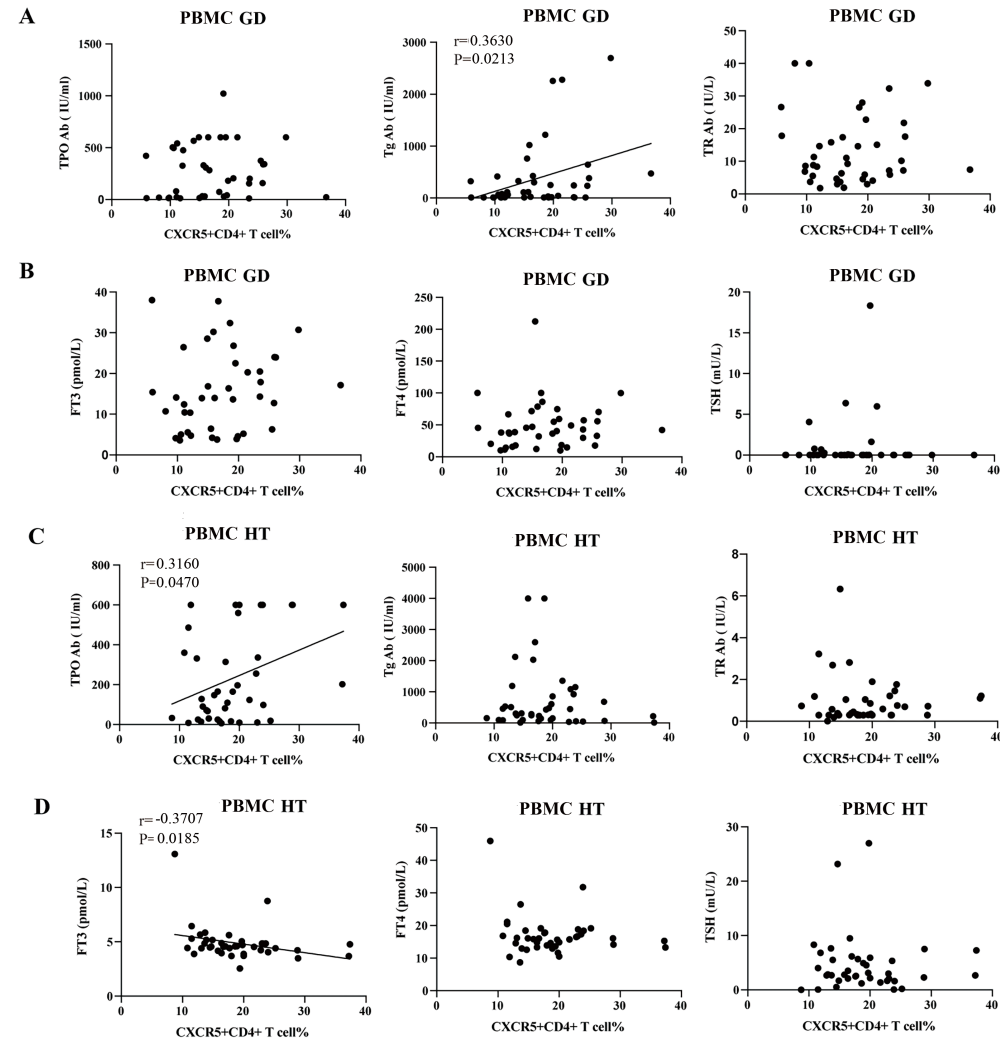 A
PBMC GD
TPO Ab ( IU/ml)
1500
1000
500
0
0 10 20 30 40
CXCR5+CD4+ T cell%
PBMC GD
r=0.3630
P=0.0213
Tg Ab ( IU/ml)
3000
2000
1000
0
0 10 20 30 40
CXCR5+CD4+ T cell%
PBMC GD
TR Ab ( IU/L)
50
40
30
20
10
0
0 10 20 30 40
CXCR5+CD4+ T cell%
B
PBMC GD
FT3 (pmol/L)
40
30
20
10
0
0 10 20 30 40
CXCR5+CD4+ T cell%
PBMC GD
FT4 (pmol/L)
250
200
150
100
50
0
0 10 20 30 40
CXCR5+CD4+ T cell%
PBMC GD
TSH (mU/L)
20
15
10
5
0
0 10 20 30 40
CXCR5+CD4+ T cell%
C
PBMC HT
r=0.3160
P=0.0470
TPO Ab ( IU/ml)
800
600
400
200
0
0 10 20 30 40
CXCR5+CD4+ T cell%
PBMC HT
Tg Ab ( IU/ml)
5000
4000
3000
2000
1000
0
0 10 20 30 40
CXCR5+CD4+ T cell%
PBMC HT
TR Ab ( IU/L)
8
6
4
2
0
0 10 20 30 40
CXCR5+CD4+ T cell%
D
PBMC HT
r= -0.3707
P= 0.0185
FT3 (pmol/L)
15
10
5
0
0 10 20 30 40
CXCR5+CD4+ T cell%
PBMC HT
FT4 (pmol/L)
50
40
30
20
10
0
0 10 20 30 40
CXCR5+CD4+ T cell%
PBMC HT
TSH (mU/L)
30
20
10
0
0 10 20 30 40
CXCR5+CD4+ T cell%